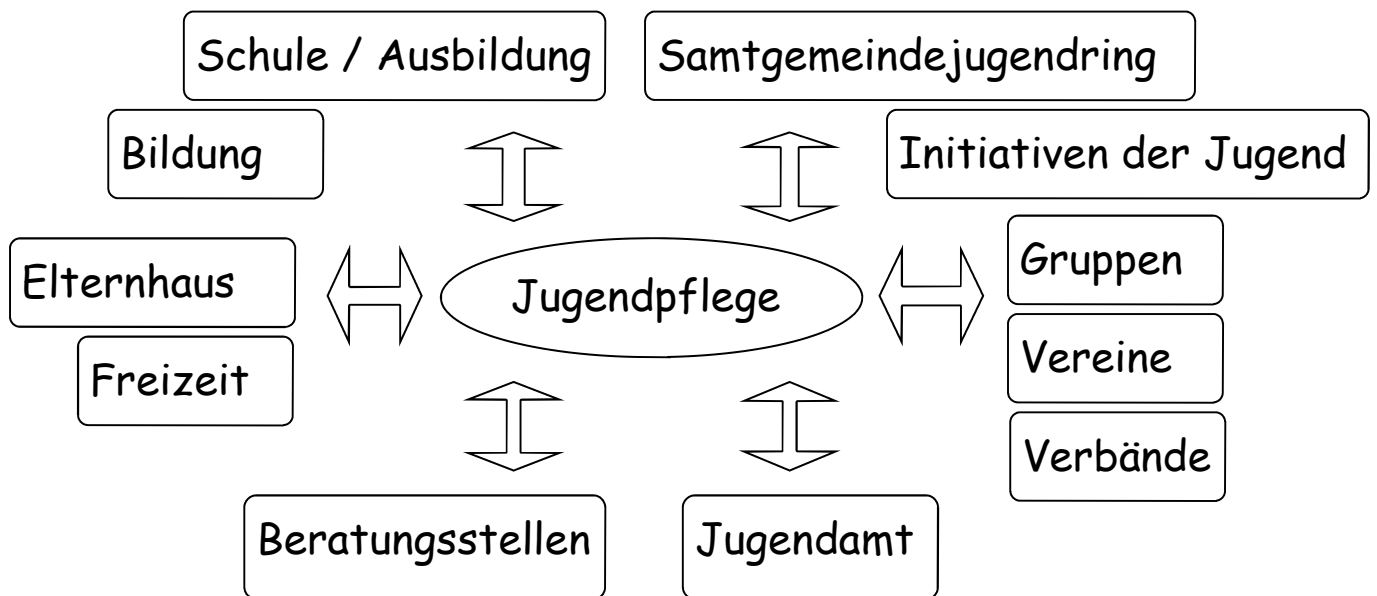 Schule / Ausbildung
Samtgemeindejugendring
Bildung
Initiativen der Jugend
Elternhaus
Jugendpflege
Gruppen
Freizeit
Vereine
Verbände
Beratungsstellen
Jugendamt